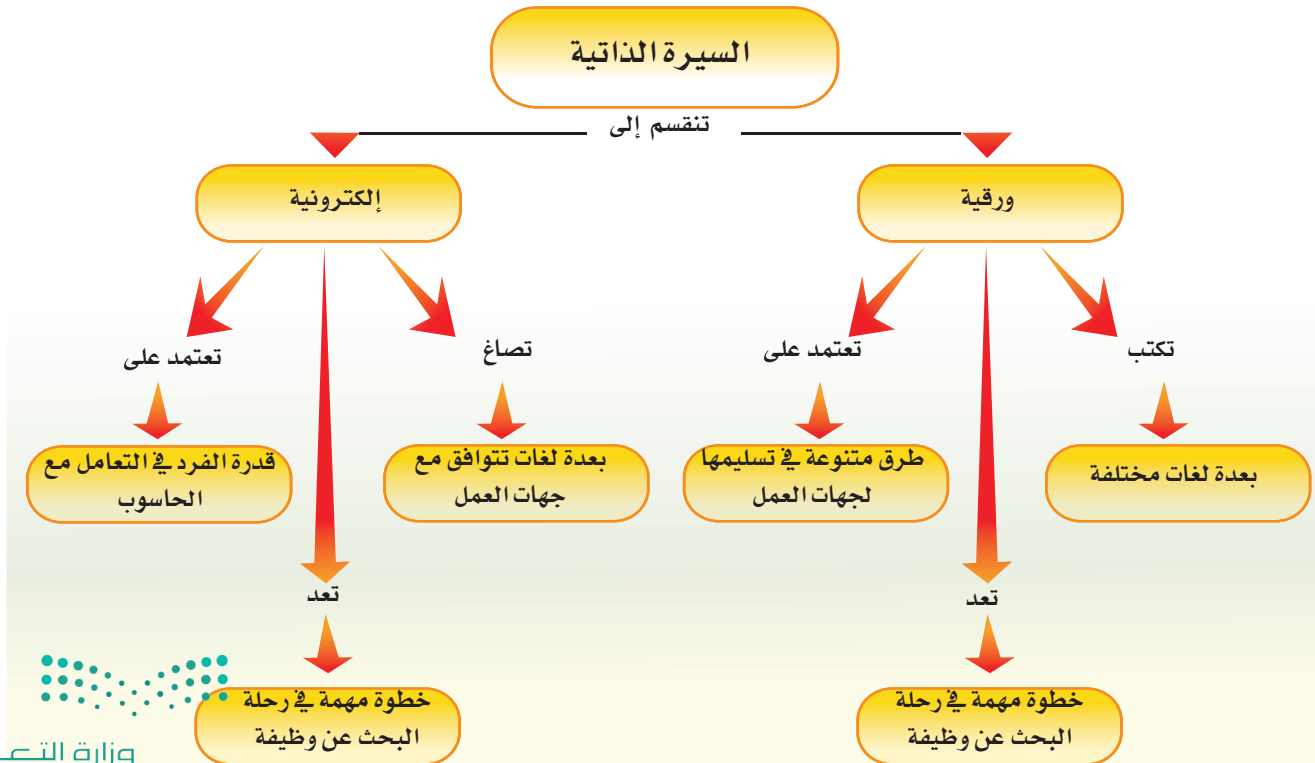 السيرة الذاتية
تنقسم إلى
ورقية
إلكترونية
تكتب
تعتمد على
تصاغ
تعتمد على
بعدة لغات مختلفة
طرق متنوعة في تسليمها
لجهات العمل
بعدة لغات تتوافق مع
جهات العمل
قدرة الفرد في التعامل مع
الحاسوب
تعد
تعد
خطوة مهمة في رحلة
البحث عن وظيفة
خطوة مهمة في رحلة
البحث عن وظيفة
وزارة